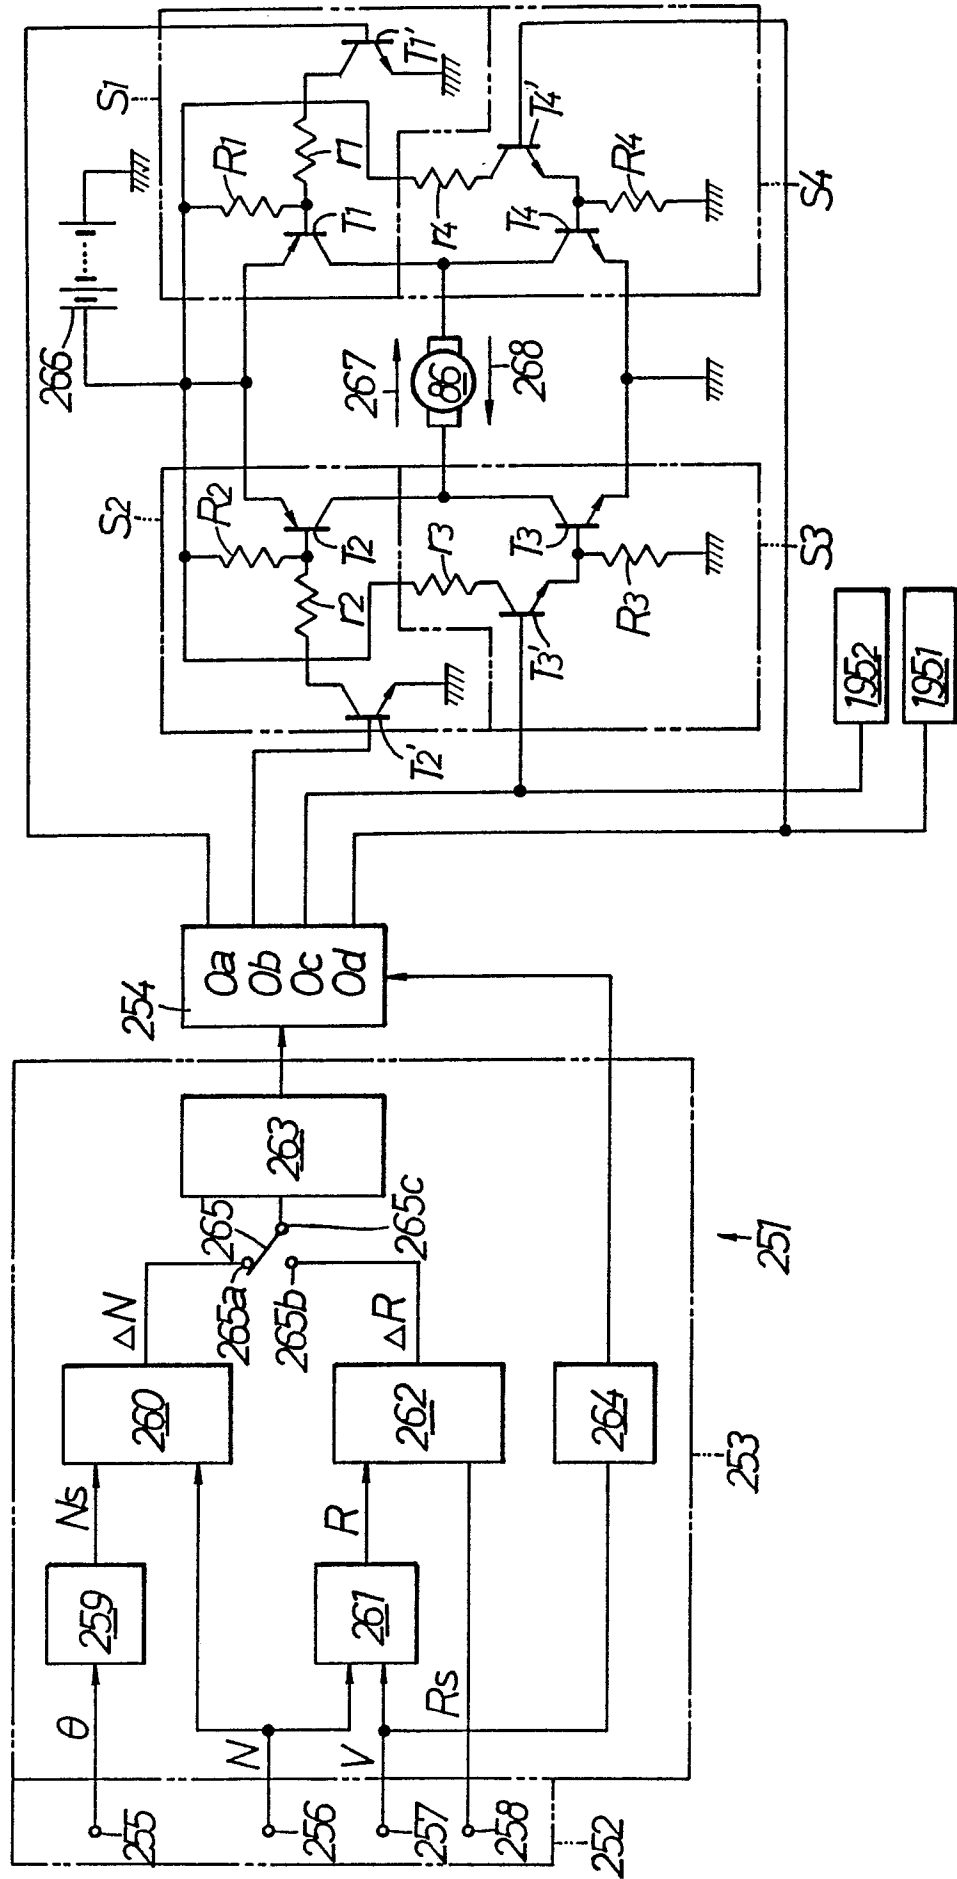 255
256
257
258
252
θ
N
V
Rs
259
Ns
261
R
260
262
264
253
ΔN
ΔR
265
265a
265b
265c
263
251
254
Oa
Ob
Oc
Od
195₂
195₁
S2
R2
r2
T2
T2'
r3
T3
T3'
R3
S3
266
267
86
268
S1
R1
r1
T1
T1'
r4
T4
T4'
R4
S4